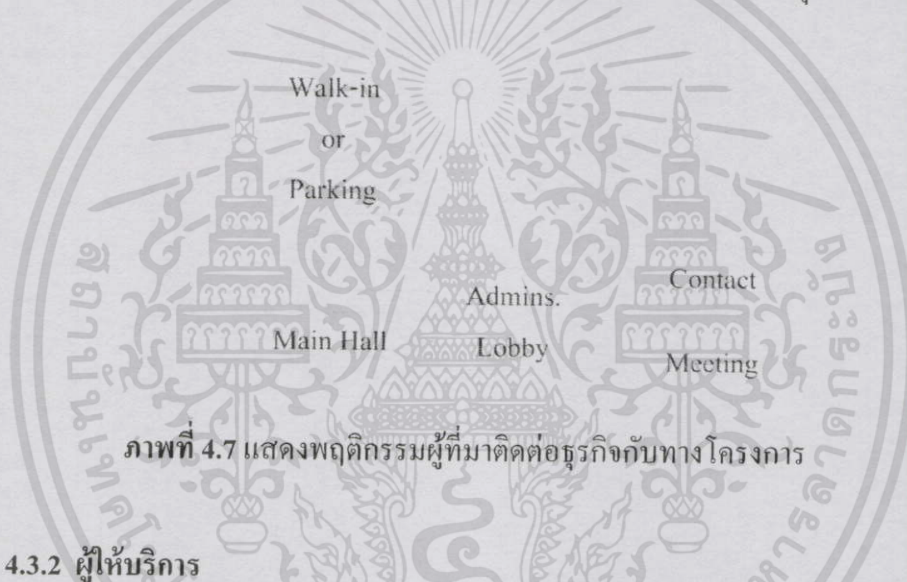 Walk-in
or
Parking
Contact
Admins.
Main Hall
Lobby
Meeting
ภาพที่ 4.7 แสดงพฤติกรรมผู้ที่มาติดต่อธุรกิจกับทางโครงการ
4.3.2 ผู้ให้บริการ